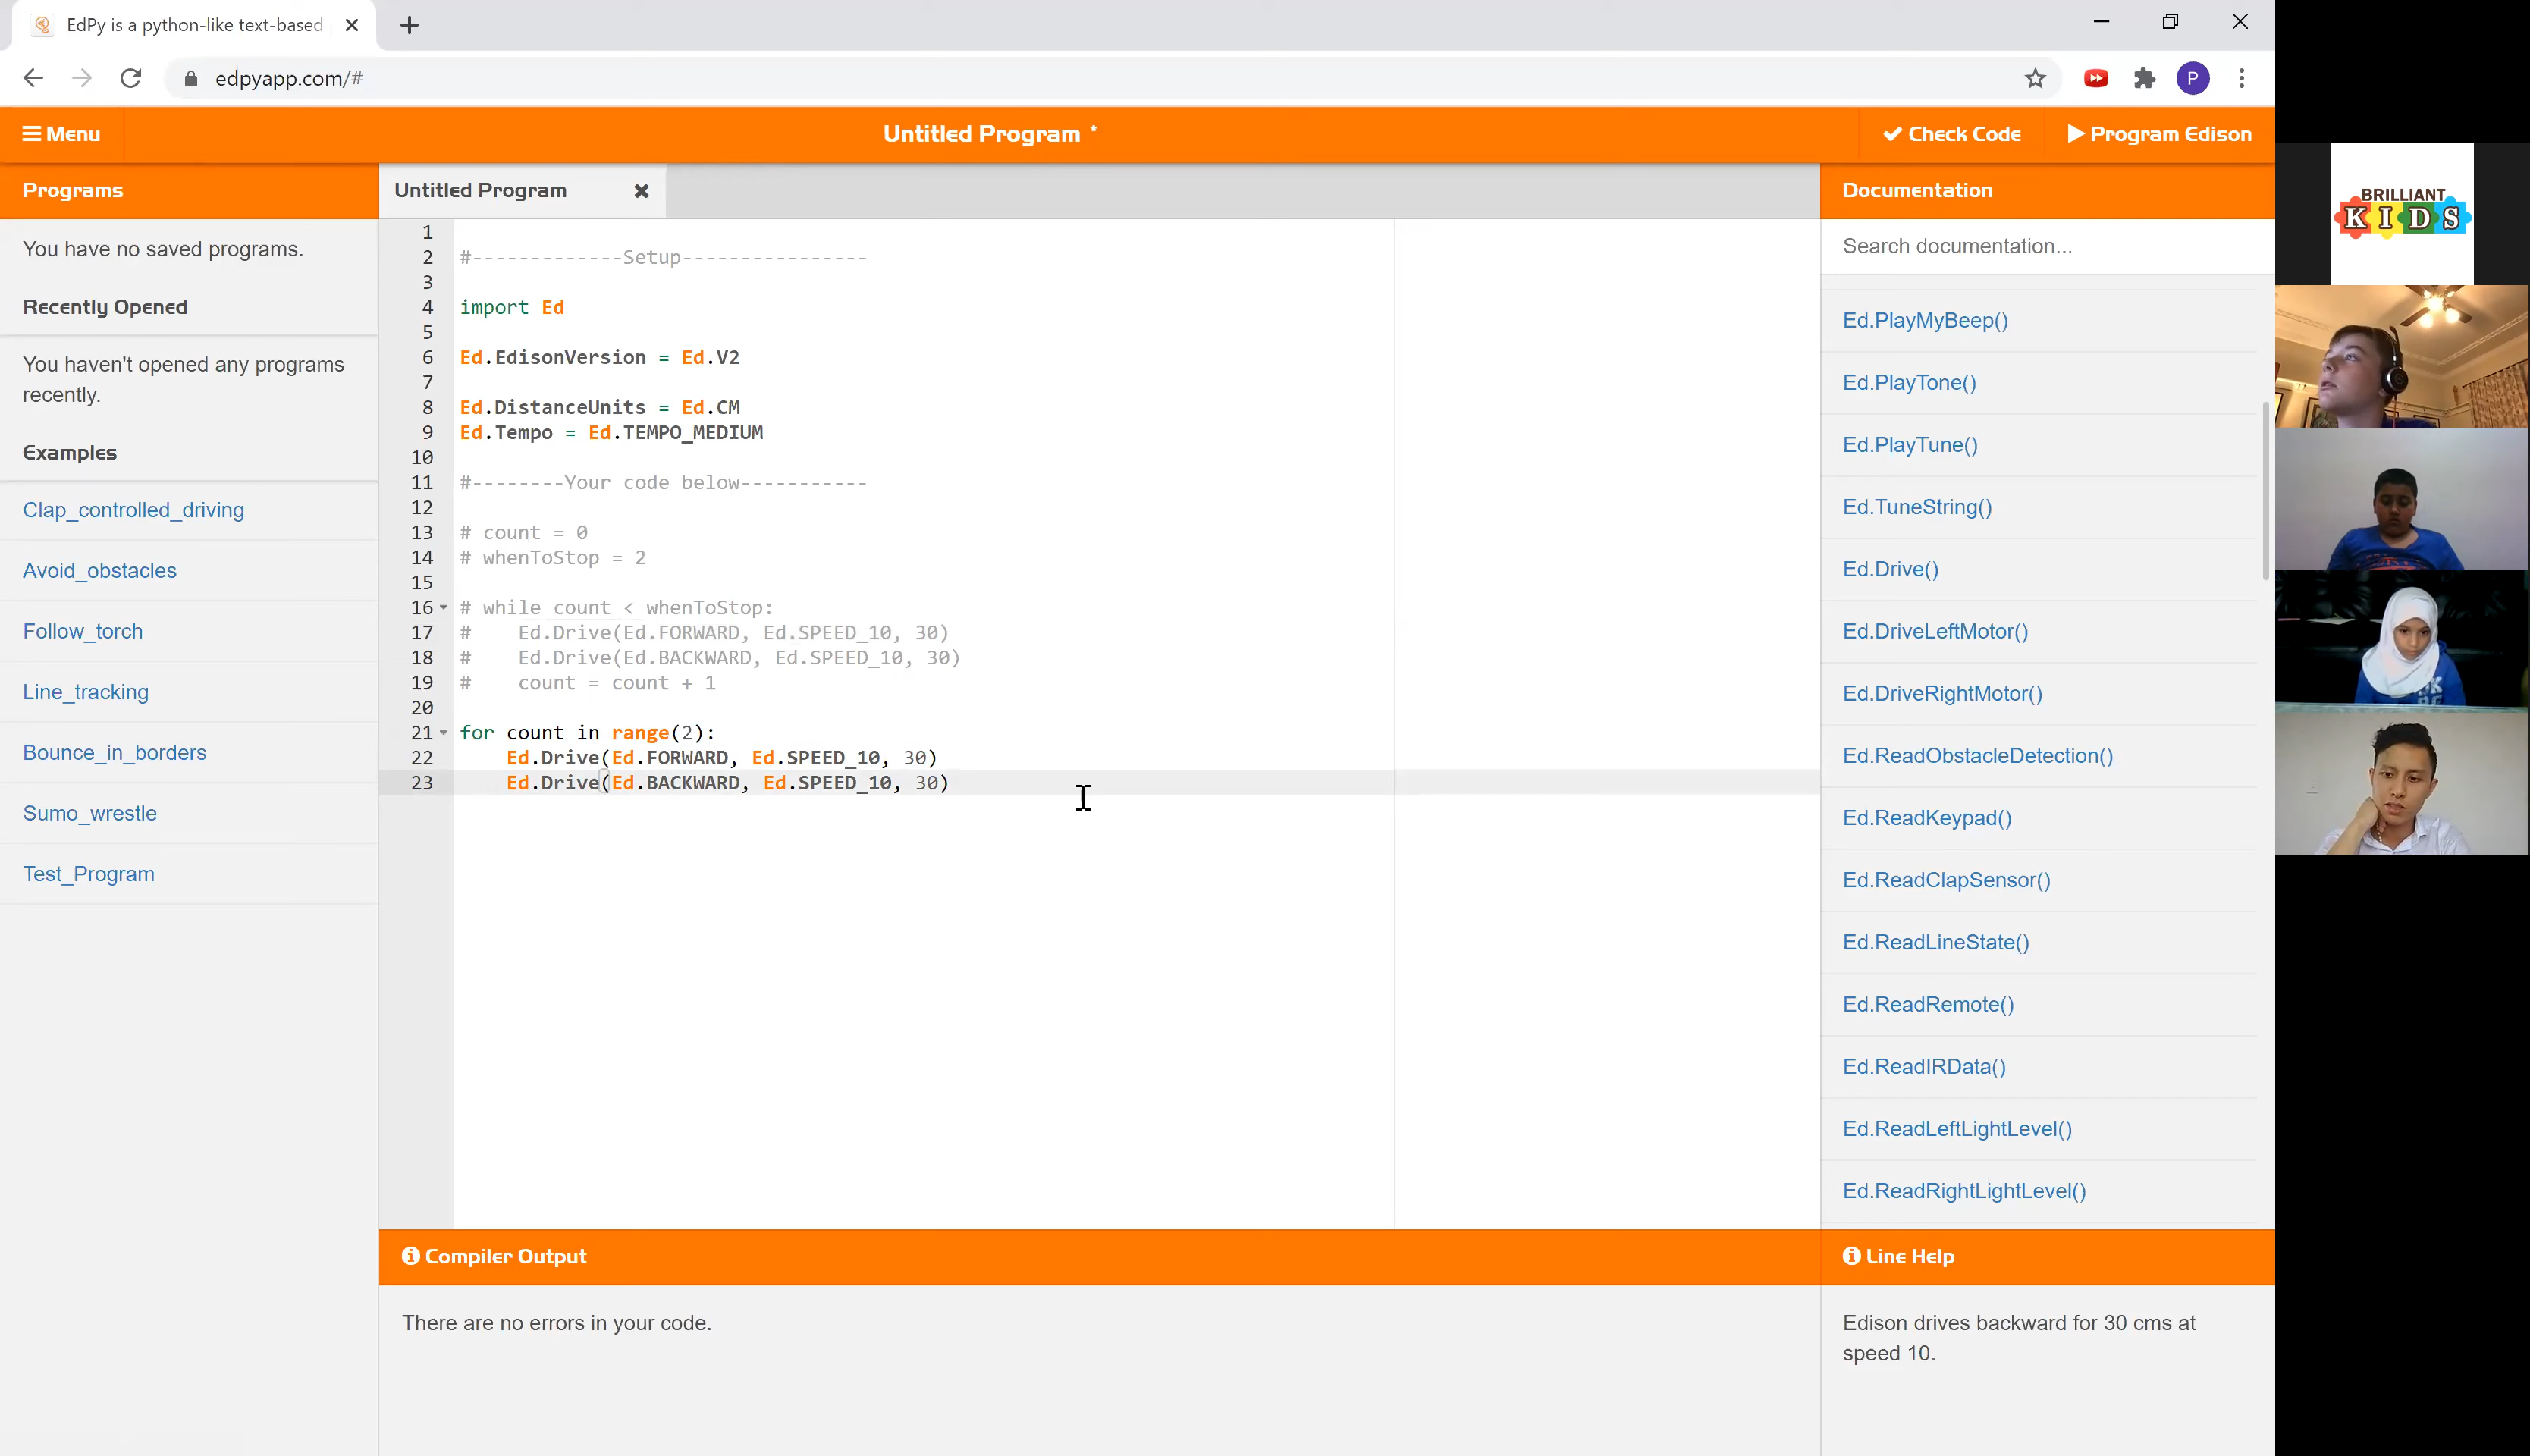 EdPy is a python-like text-based
edpyapp.com/#
P
Menu
Untitled Program *
Check Code
Program Edison
Programs
You have no saved programs.
Recently Opened
You haven't opened any programs
recently.
Examples
Clap_controlled_driving
Avoid_obstacles
Follow_torch
Line_tracking
Bounce_in_borders
Sumo_wrestle
Test_Program
Untitled Program
1
2 #-------------Setup----------------
3
4 import Ed
5
6 Ed.EdisonVersion = Ed.V2
7
8 Ed.DistanceUnits = Ed.CM
9 Ed.Tempo = Ed.TEMPO_MEDIUM
10
11 #--------Your code below-----------
12
13 # count = 0
14 # whenToStop = 2
15
16 # while count < whenToStop:
17 #    Ed.Drive(Ed.FORWARD, Ed.SPEED_10, 30)
18 #    Ed.Drive(Ed.BACKWARD, Ed.SPEED_10, 30)
19 #    count = count + 1
20
21 for count in range(2):
22     Ed.Drive(Ed.FORWARD, Ed.SPEED_10, 30)
23     Ed.Drive(Ed.BACKWARD, Ed.SPEED_10, 30)
Compiler Output
There are no errors in your code.
Documentation
Search documentation...
Ed.PlayMyBeep()
Ed.PlayTone()
Ed.PlayTune()
Ed.TuneString()
Ed.Drive()
Ed.DriveLeftMotor()
Ed.DriveRightMotor()
Ed.ReadObstacleDetection()
Ed.ReadKeypad()
Ed.ReadClapSensor()
Ed.ReadLineState()
Ed.ReadRemote()
Ed.ReadIRData()
Ed.ReadLeftLightLevel()
Ed.ReadRightLightLevel()
Line Help
Edison drives backward for 30 cms at
speed 10.
BRILLIANT
KIDS